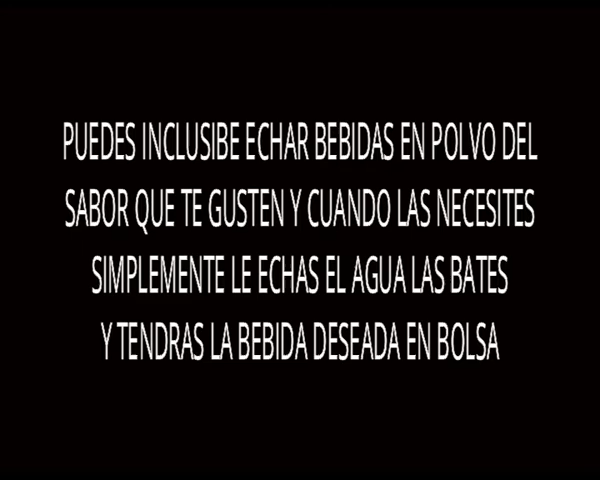 PUEDES INCLUSIBE ECHAR BEBIDAS EN POLVO DEL
SABOR QUE TE GUSTEN Y CUANDO LAS NECESITES
SIMPLEMENTE LE ECHAS EL AGUA LAS BATES
Y TENDRAS LA BEBIDA DESEADA EN BOLSA